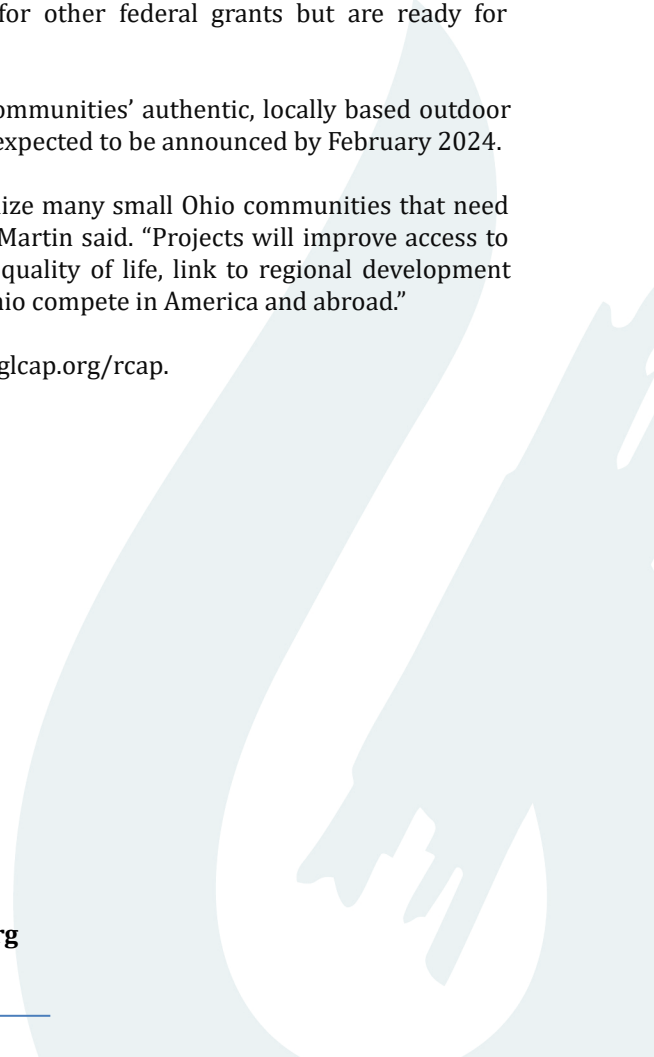 for other federal grants but are ready for
ommunities’ authentic, locally based outdoor
expected to be announced by February 2024.
ize many small Ohio communities that need
Martin said. “Projects will improve access to
quality of life, link to regional development
io compete in America and abroad.”
glcap.org/rcap.
rg